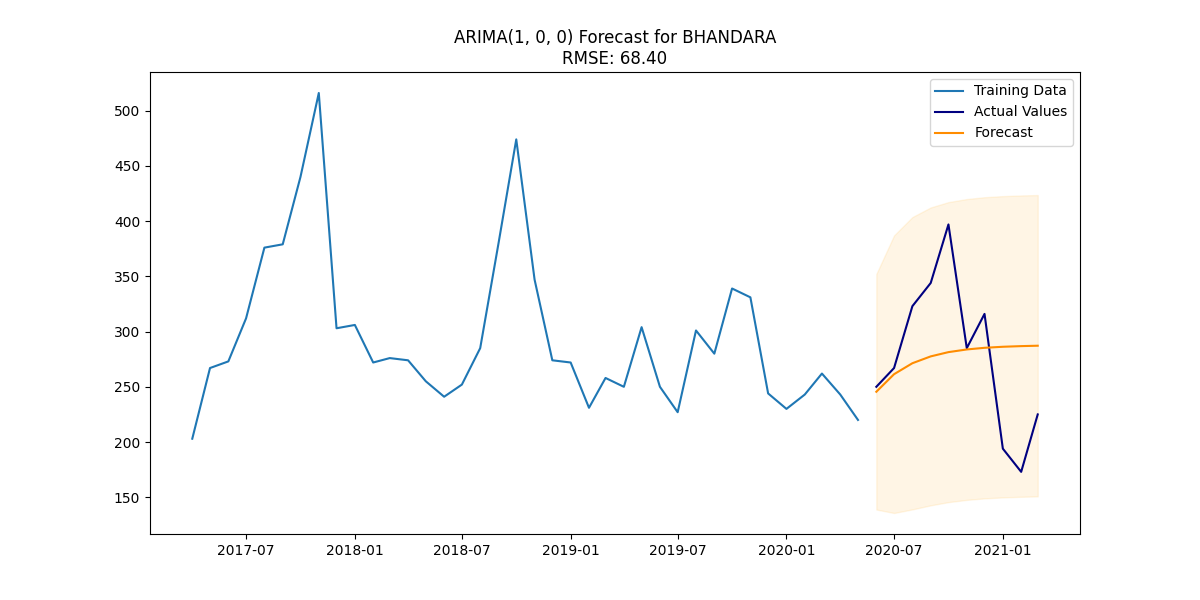 ARIMA(1, 0, 0) Forecast for BHANDARA
RMSE: 68.40
Training Data
Actual Values
Forecast
500
450
400
350
300
250
200
150
2017-07 2018-01 2018-07 2019-01 2019-07 2020-01 2020-07 2021-01